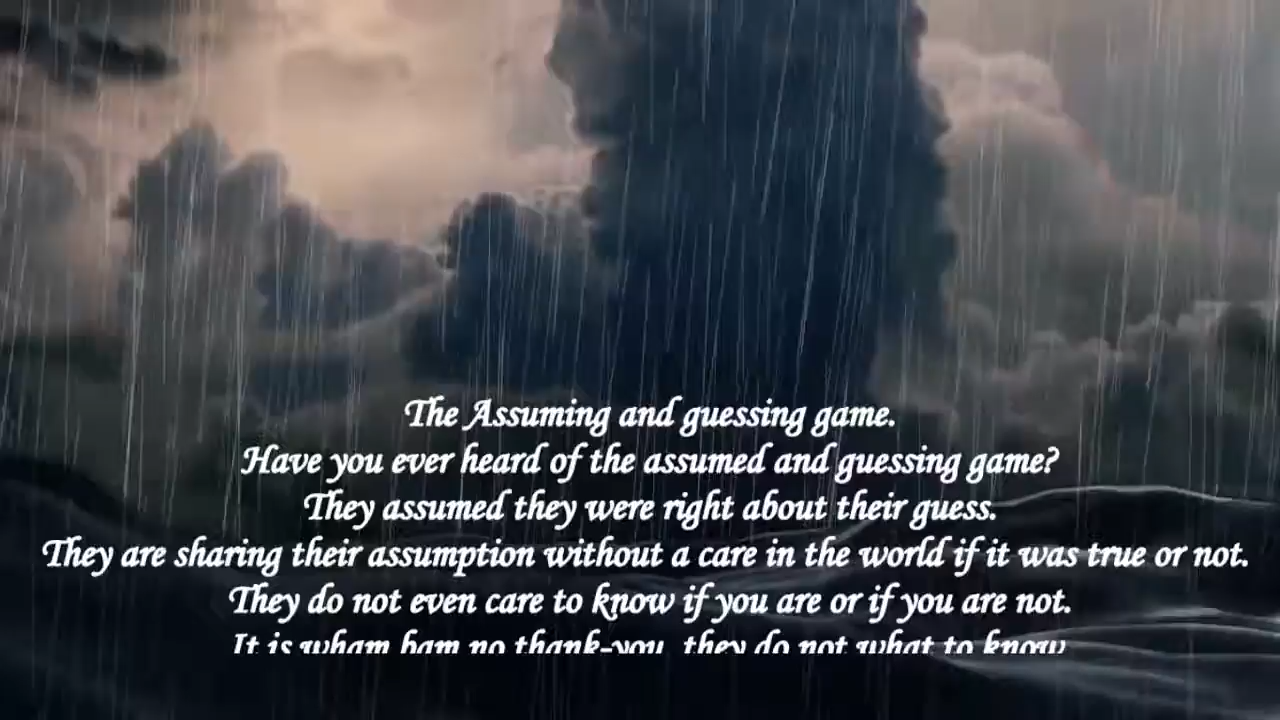 The Assuming and guessing game.
Have you ever heard of the assumed and guessing game?
They assumed they were right about their guess.
They are sharing their assumption without a care in the world if it was true or not.
They do not even care to know if you are or if you are not.
It is wham bam no thank-you, they do not what to know